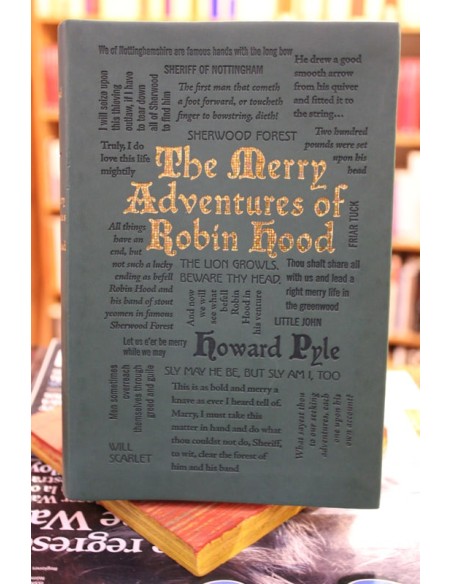 We of Nottinghamshire are famous hands with the long bow
SHERIFF OF NOTTINGHAM
I will seize upon
this thieving
outlaw, if I have
to beat down
all of Sherwood
to find him
The first man that cometh
a foot forward, or toucheth
finger to bowstring, dieth!
He drew a good
smooth arrow
from his quiver
and fitted it to
the string...
SHERWOOD FOREST
Truly, I do
love this life
mightily
Two hundred
pounds were set
upon his
head
The Merry
Adventures of
Robin Hood
FRIAR TUCK
All things
have an
end, but
not such a lucky
ending as befell
Robin Hood and
his band of stout
yeomen in famous
Sherwood Forest
THE LION GROWLS,
BEWARE THY HEAD
Thou shalt share all
with us and lead a
right merry life in
the greenwood
And now
we will
see what
befell
Robin
Hood in
his venture
LITTLE JOHN
Let us e'er be merry
while we may
Howard Pyle
SLY MAY HE BE, BUT SLY AM I, TOO
Men sometimes
overreach
themselves through
greed and guile
This is as bold and merry a
knave as ever I heard tell of.
Marry, I must take this
matter in hand and do what
thou couldst not do, Sheriff,
to wit, clear the forest of
him and his band
What sayest thou
to our seeking
adventures, each
one upon his
own account?
WILL
SCARLET
e regres
e Wa